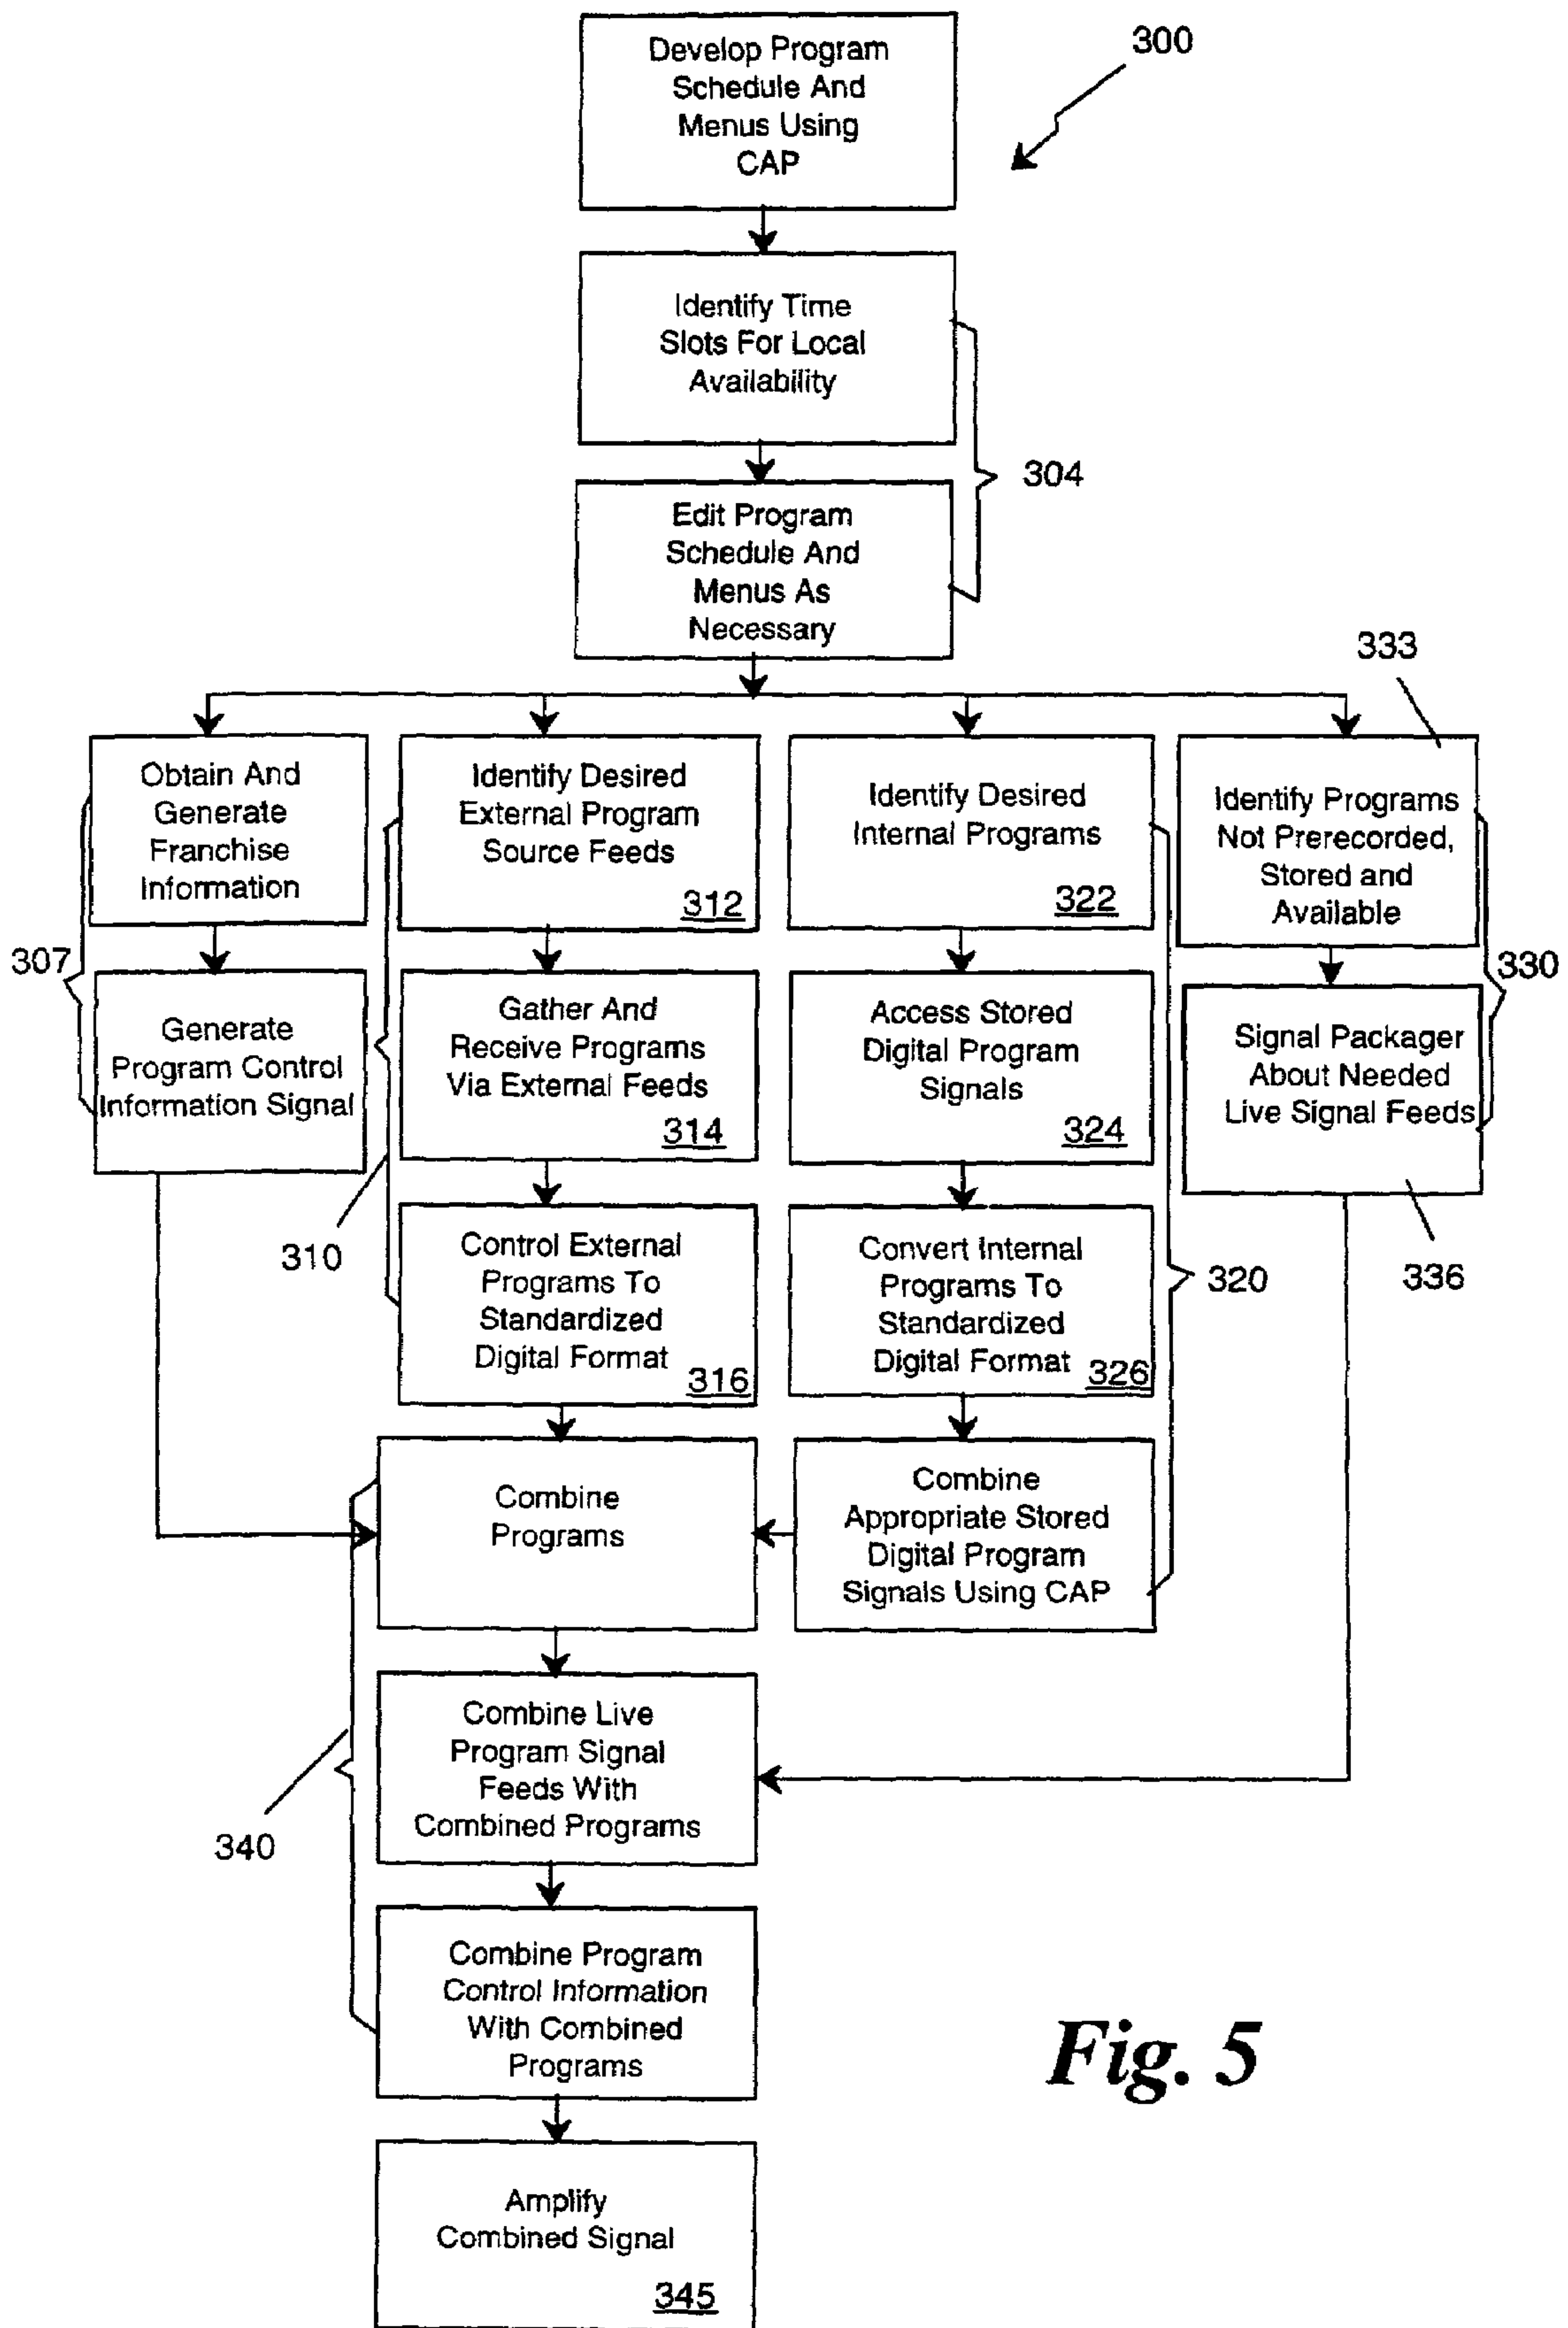 Develop Program
Schedule And
Menus Using
CAP
300
Identify Time
Slots For Local
Availability
304
Edit Program
Schedule And
Menus As
Necessary
333
Obtain And
Generate
Franchise
Information
307
Generate
Program Control
Information Signal
Identify Desired
External Program
Source Feeds
312
Gather And
Receive Programs
Via External Feeds
314
310
Control External
Programs To
Standardized
Digital Format
316
Identify Desired
Internal Programs
322
Access Stored
Digital Program
Signals
324
Convert Internal
Programs To
Standardized
Digital Format
326
320
Combine
Appropriate Stored
Digital Program
Signals Using CAP
Identify Programs
Not Prerecorded,
Stored and
Available
330
Signal Packager
About Needed
Live Signal Feeds
336
Combine
Programs
Combine Live
Program Signal
Feeds With
Combined Programs
340
Combine Program
Control Information
With Combined
Programs
Amplify
Combined Signal
345
Fig. 5